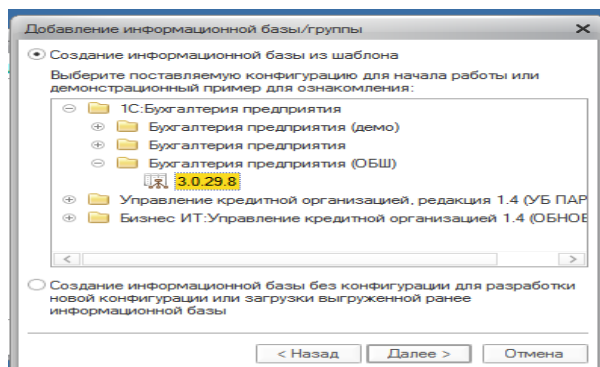 Добавление информационной базы/группы
Создание информационной базы из шаблона
Выберите поставляемую конфигурацию для начала работы или
демонстрационный пример для ознакомления:
1С:Бухгалтерия предприятия
Бухгалтерия предприятия (демо)
Бухгалтерия предприятия
Бухгалтерия предприятия (ОБШ)
3.0.29.8
Управление кредитной организацией, редакция 1.4 (УБ ПАР
Бизнес ИТ:Управление кредитной организацией 1.4 (ОБНОЕ
Создание информационной базы без конфигурации для разработки
новой конфигурации или загрузки выгруженной ранее
информационной базы
< Назад Далее > Отмена